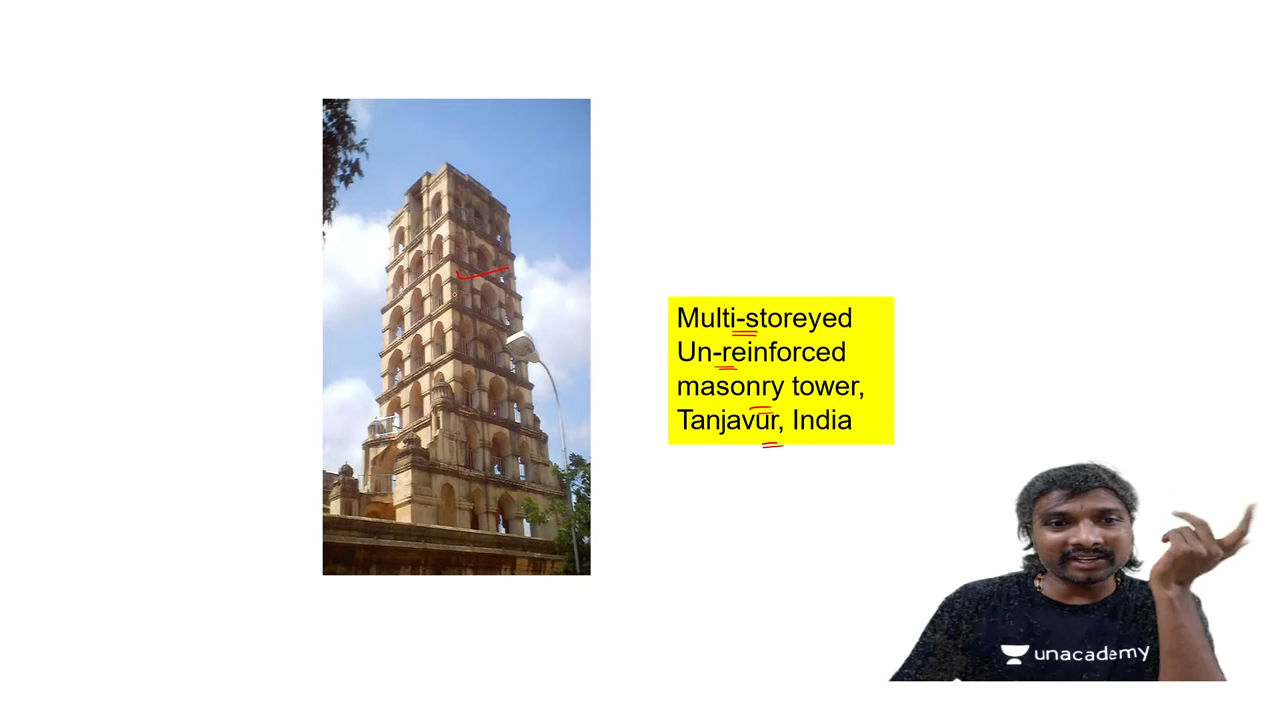 Multi-storeyed
Un-reinforced
masonry tower,
Tanjavur, India
unacademy